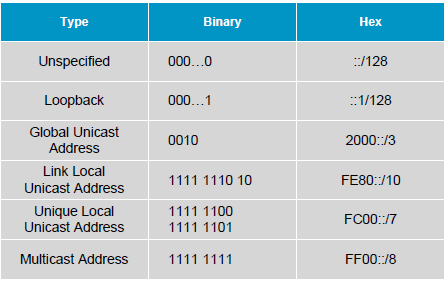 Type Binary Hex
Unspecified 000…0 ::/128
Loopback 000…1 ::1/128
Global Unicast
Address 0010 2000::/3
Link Local
Unicast Address 1111 1110 10 FE80::/10
Unique Local
Unicast Address 1111 1100
1111 1101 FC00::/7
Multicast Address 1111 1111 FF00::/8